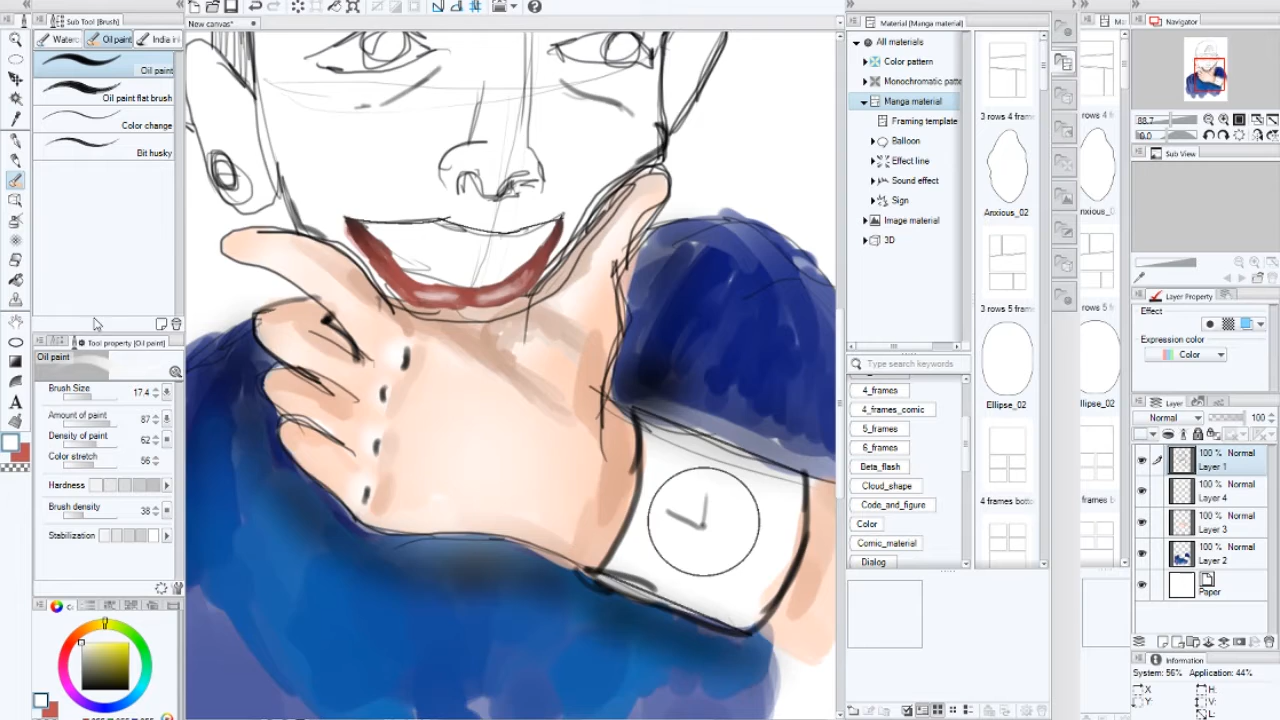 New canvas*
Sub Tool [Brush]
Water
Oil paint
India i
Oil paint
Oil paint flat brush
Color change
Bit husky
Tool property [Oil paint]
Oil paint
Brush Size 17.4
Amount of paint 87
Density of paint 62
Color stretch 56
Hardness
Brush density 38
Stabilization
Material [Manga material]
All materials
Color pattern
Monochromatic patte
Manga material
Framing template
Balloon
Effect line
Sound effect
Sign
Image material
3D
Type search keywords
4_frames
4_frames_comic
5_frames
6_frames
Beta_flash
Cloud_shape
Code_and_figure
Color
Comic_material
Dialog
3 rows 4 fram
Anxious_02
3 rows 5 fram
Ellipse_02
4 frames bott
Ma
rows 4 f
nxious_0
rows 5 f
llipse_02
frames b
Navigator
88.7
0.0
Sub View
Layer Property
Effect
Expression color
Color
Layer
Normal 100
100 % Normal
Layer 1
100 % Normal
Layer 4
100 % Normal
Layer 3
100 % Normal
Layer 2
Paper
Information
System: 56% Application: 44%
X H:
Y: V:
L: